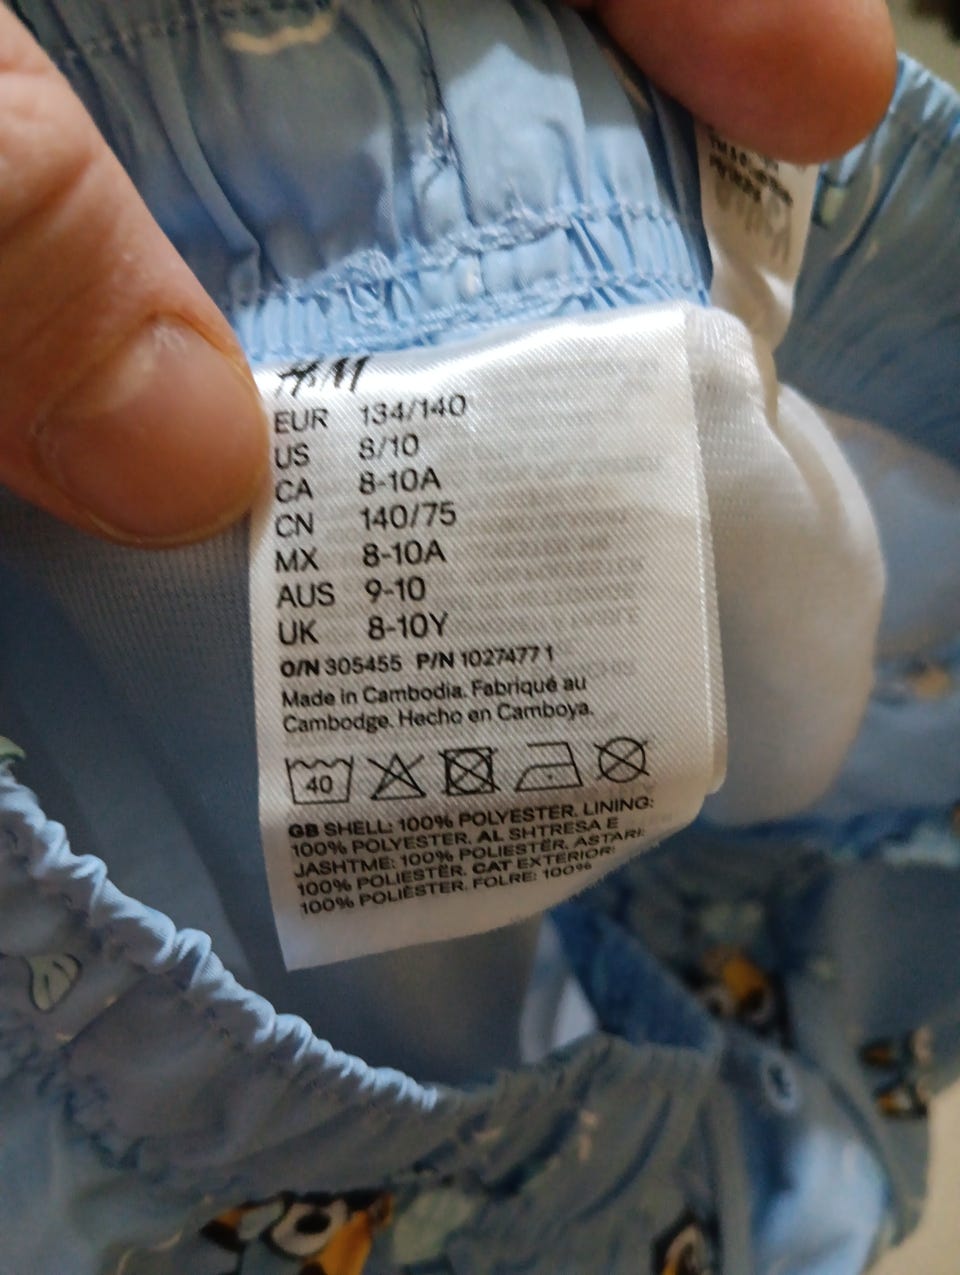 H&M
EUR 134/140
US 8/10
CA 8-10A
CN 140/75
MX 8-10A
AUS 9-10
UK 8-10Y
O/N 305455 P/N 1027477 1
Made in Cambodia. Fabriqué au
Cambodge. Hecho en Camboya.
40
GB SHELL: 100% POLYESTER. LINING:
100% POLYESTER. AL SHTRESA E
JASHTME: 100% POLIESTËR. ASTARI:
100% POLIESTËR. CAT EXTERIOR:
100% POLIÈSTER. FOLRE: 100%